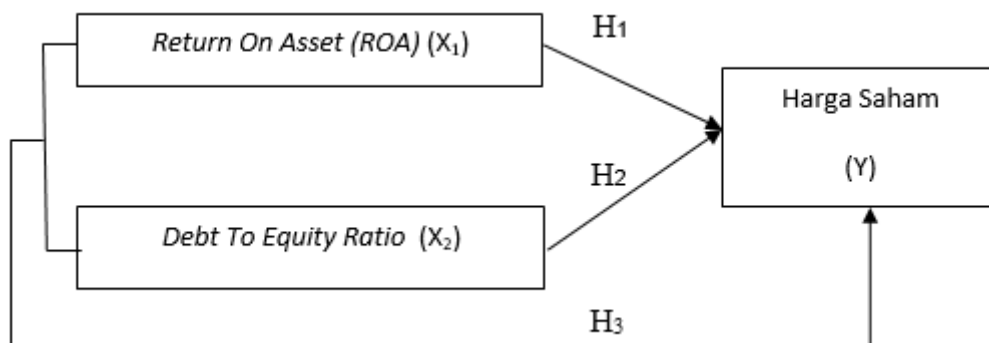 Return On Asset (ROA) (X₁)
H1
Harga Saham
(Y)
H2
Debt To Equity Ratio (X₂)
H3